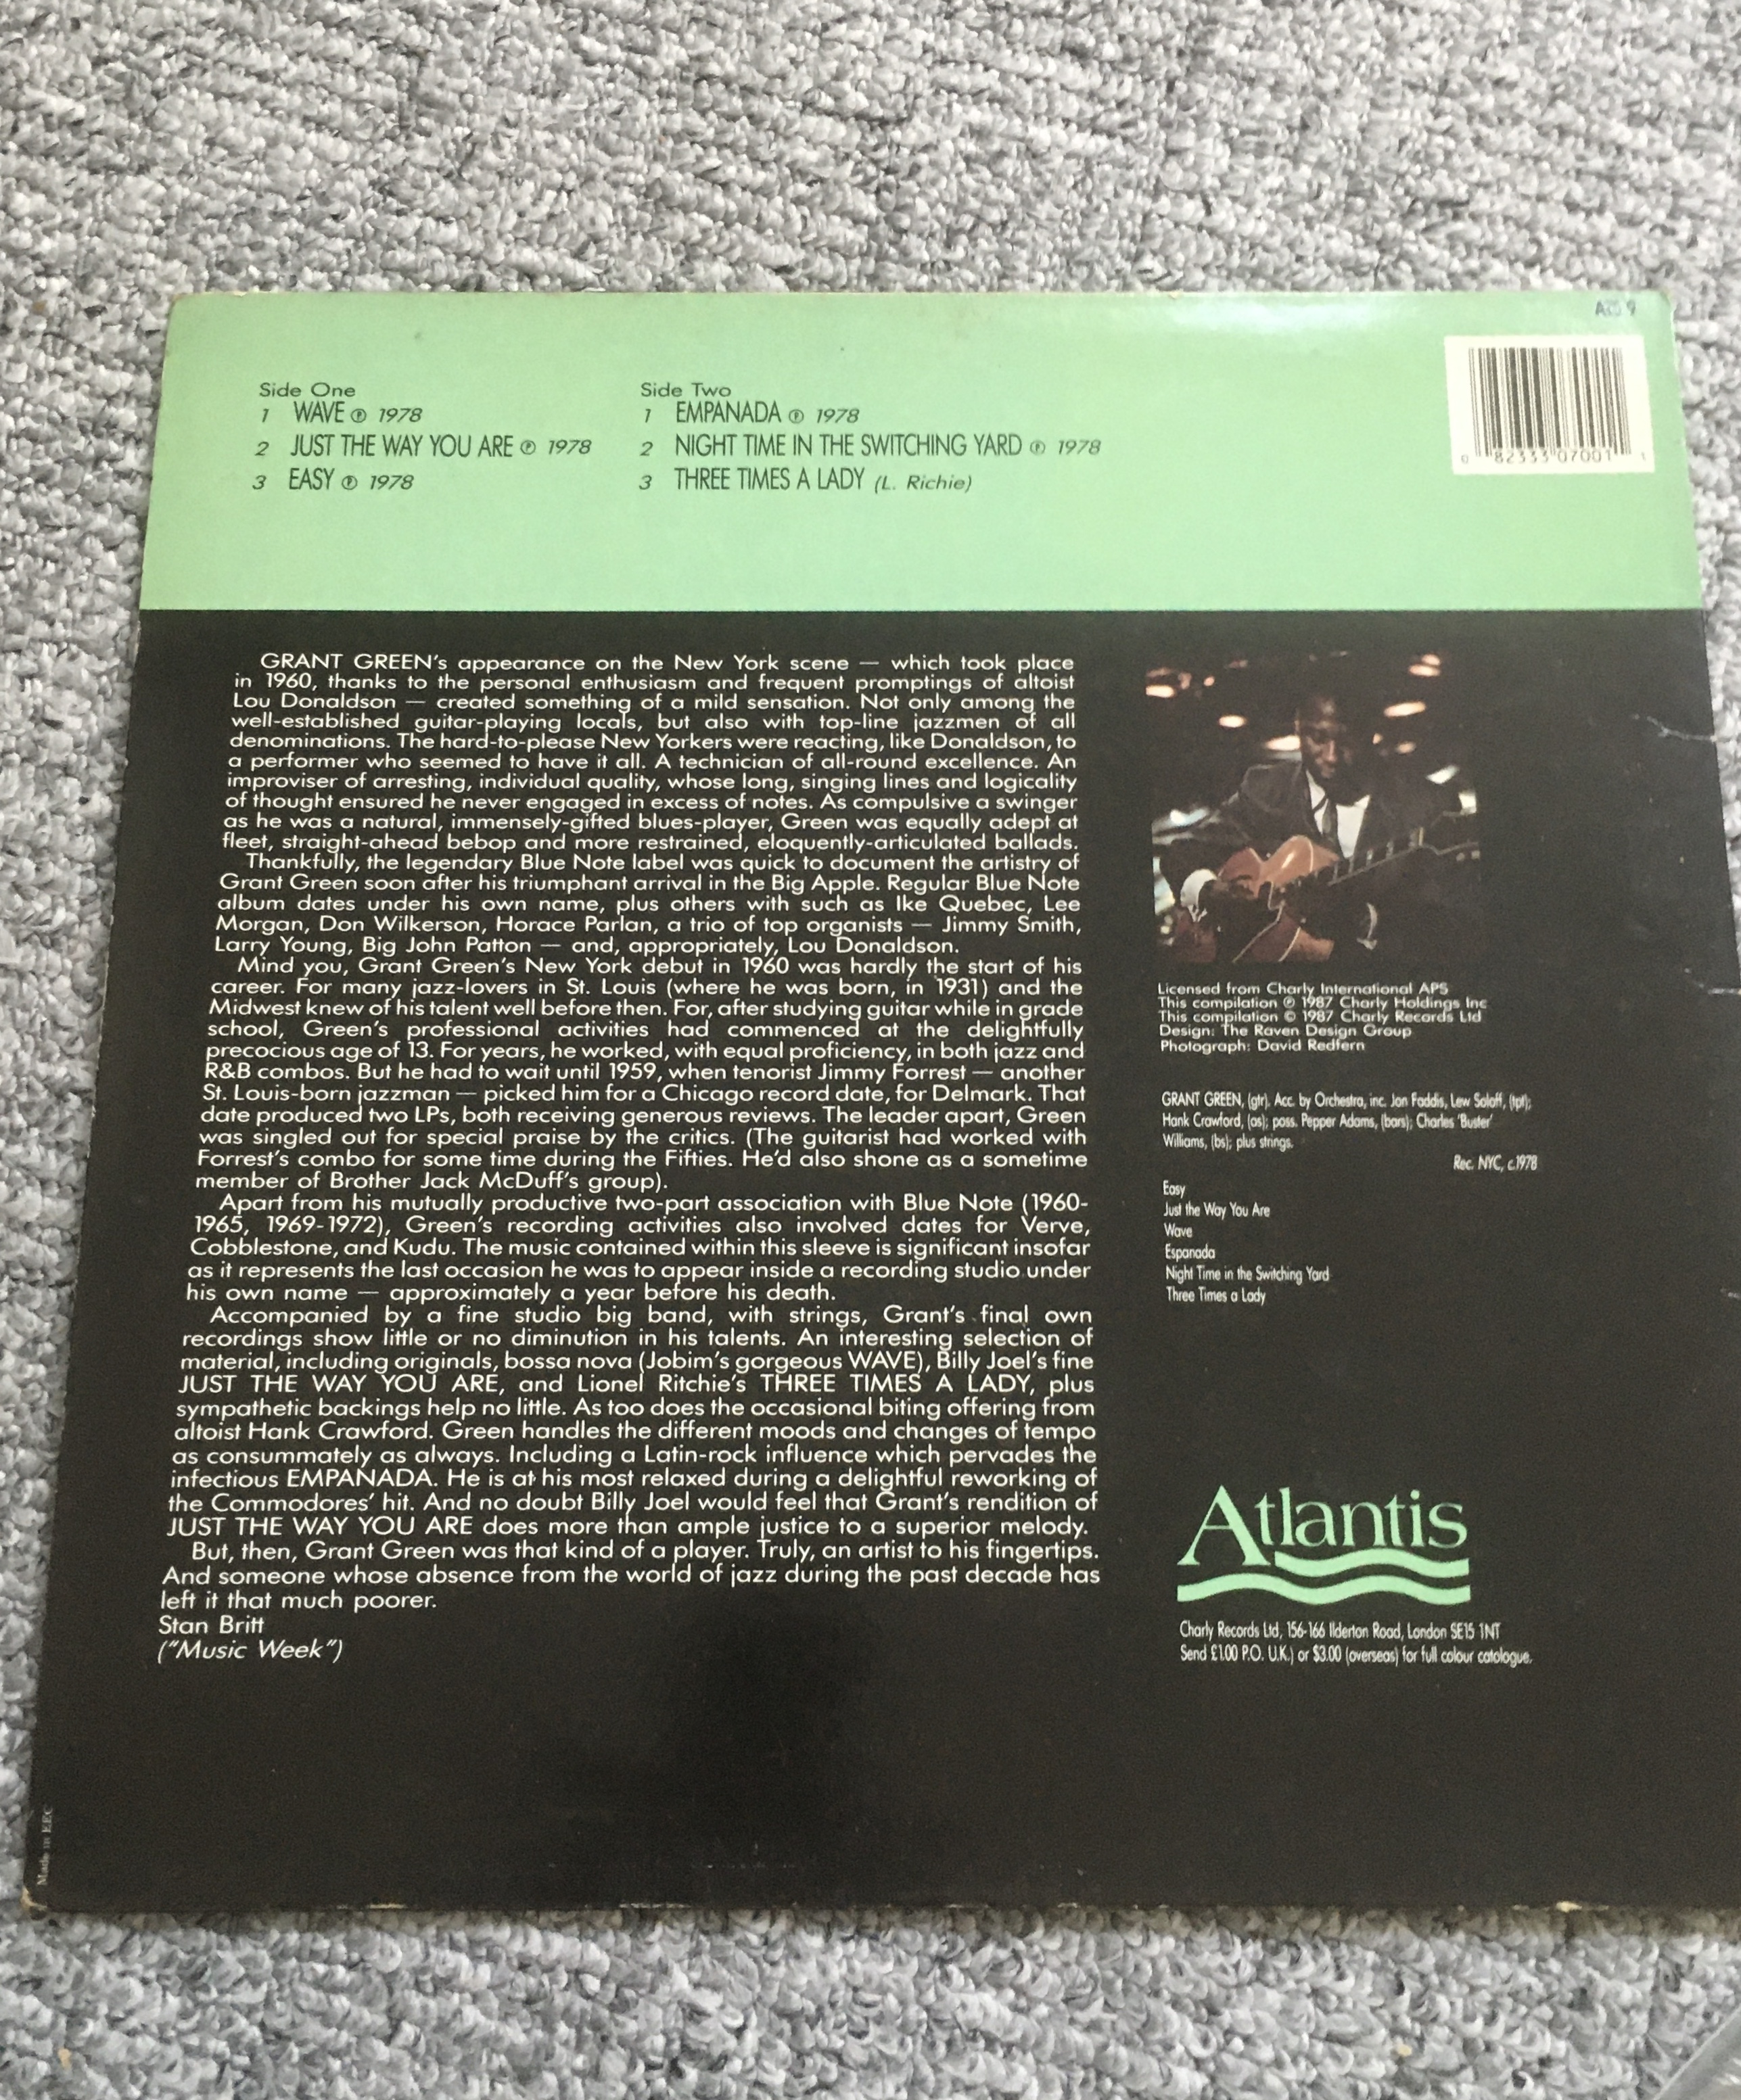 Side One
1 WAVE ℗ 1978
2 JUST THE WAY YOU ARE ℗ 1978
3 EASY ℗ 1978
Side Two
1 EMPANADA ℗ 1978
2 NIGHT TIME IN THE SWITCHING YARD ℗ 1978
3 THREE TIMES A LADY (L. Richie)
0 82333 07001 1
GRANT GREEN's appearance on the New York scene — which took place
in 1960, thanks to the personal enthusiasm and frequent promptings of altoist
Lou Donaldson — created something of a mild sensation. Not only among the
well-established guitar-playing locals, but also with top-line jazzmen of all
denominations. The hard-to-please New Yorkers were reacting, like Donaldson, to
a performer who seemed to have it all. A technician of all-round excellence. An
improviser of arresting, individual quality, whose long, singing lines and logicality
of thought ensured he never engaged in excess of notes. As compulsive a swinger
as he was a natural, immensely-gifted blues-player, Green was equally adept at
fleet, straight-ahead bebop and more restrained, eloquently-articulated ballads.
Thankfully, the legendary Blue Note label was quick to document the artistry of
Grant Green soon after his triumphant arrival in the Big Apple. Regular Blue Note
album dates under his own name, plus others with such as Ike Quebec, Lee
Morgan, Don Wilkerson, Horace Parlan, a trio of top organists — Jimmy Smith,
Larry Young, Big John Patton — and, appropriately, Lou Donaldson.
Mind you, Grant Green's New York debut in 1960 was hardly the start of his
career. For many jazz-lovers in St. Louis (where he was born, in 1931) and the
Midwest knew of his talent well before then. For, after studying guitar while in grade
school, Green's professional activities had commenced at the delightfully
precocious age of 13. For years, he worked, with equal proficiency, in both jazz and
R&B combos. But he had to wait until 1959, when tenorist Jimmy Forrest — another
St. Louis-born jazzman — picked him for a Chicago record date, for Delmark. That
date produced two LPs, both receiving generous reviews. The leader apart, Green
was singled out for special praise by the critics. (The guitarist had worked with
Forrest's combo for some time during the Fifties. He'd also shone as a sometime
member of Brother Jack McDuff's group).
Apart from his mutually productive two-part association with Blue Note (1960-
1965, 1969-1972), Green's recording activities also involved dates for Verve,
Cobblestone, and Kudu. The music contained within this sleeve is significant insofar
as it represents the last occasion he was to appear inside a recording studio under
his own name — approximately a year before his death.
Accompanied by a fine studio big band, with strings, Grant's final own
recordings show little or no diminution in his talents. An interesting selection of
material, including originals, bossa nova (Jobim's gorgeous WAVE), Billy Joel's fine
JUST THE WAY YOU ARE, and Lionel Ritchie's THREE TIMES A LADY, plus
sympathetic backings help no little. As too does the occasional biting offering from
altoist Hank Crawford. Green handles the different moods and changes of tempo
as consummately as always. Including a Latin-rock influence which pervades the
infectious EMPANADA. He is at his most relaxed during a delightful reworking of
the Commodores' hit. And no doubt Billy Joel would feel that Grant's rendition of
JUST THE WAY YOU ARE does more than ample justice to a superior melody.
But, then, Grant Green was that kind of a player. Truly, an artist to his fingertips.
And someone whose absence from the world of jazz during the past decade has
left it that much poorer.
Stan Britt
("Music Week")
Licensed from Charly International APS
This compilation ℗ 1987 Charly Holdings Inc
This compilation © 1987 Charly Records Ltd
Design: The Raven Design Group
Photograph: David Redfern
GRANT GREEN, (gtr). Acc. by Orchestra, inc. Jon Faddis, Lew Soloff, (tpt);
Hank Crawford, (as); poss. Pepper Adams, (bars); Charles 'Buster'
Williams, (bs); plus strings.
Rec. NYC, c.1978
Easy
Just the Way You Are
Wave
Espanada
Night Time in the Switching Yard
Three Times a Lady
Atlantis
Charly Records Ltd, 156-166 Ilderton Road, London SE15 1NT
Send £1.00 P.O. U.K.) or $3.00 (overseas) for full colour catalogue.
Made in EEC